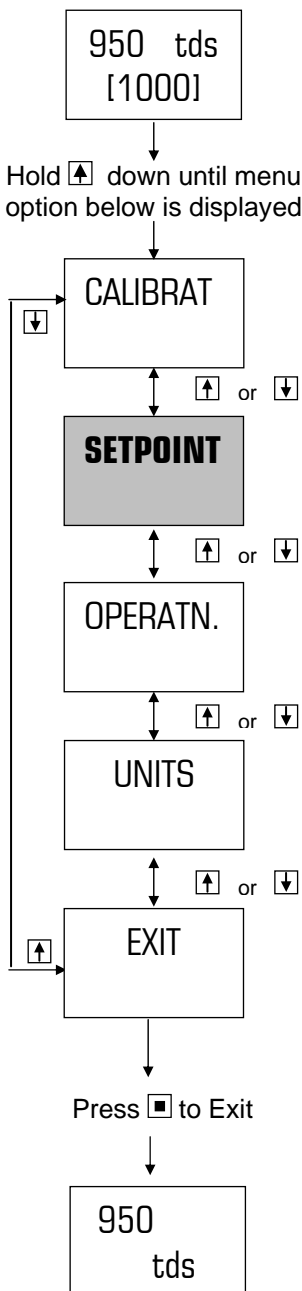 950 tds
[1000]
Hold down until menu
option below is displayed
CALIBRAT
or
SETPOINT
or
OPERATN.
or
UNITS
or
EXIT
Press to Exit
950
tds